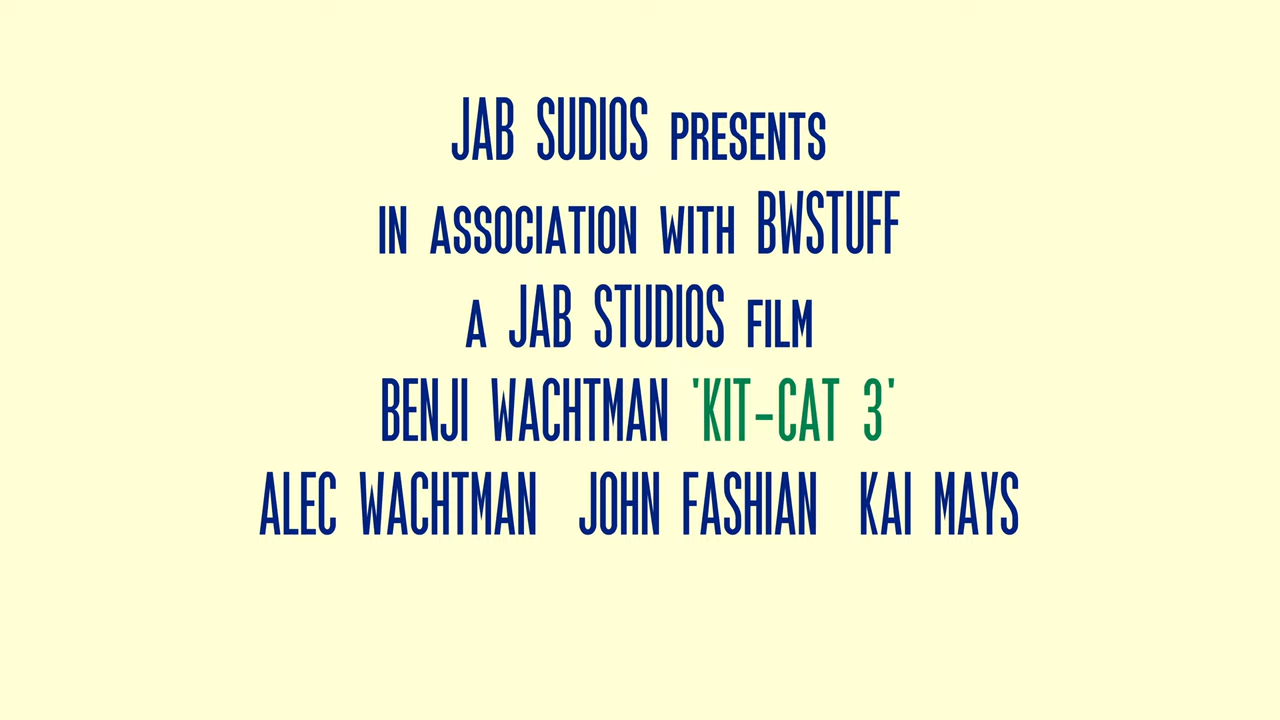 JAB SUDIOS PRESENTS
IN ASSOCIATION WITH BWSTUFF
A JAB STUDIOS FILM
BENJI WACHTMAN 'KIT-CAT 3'
ALEC WACHTMAN JOHN FASHIAN KAI MAYS